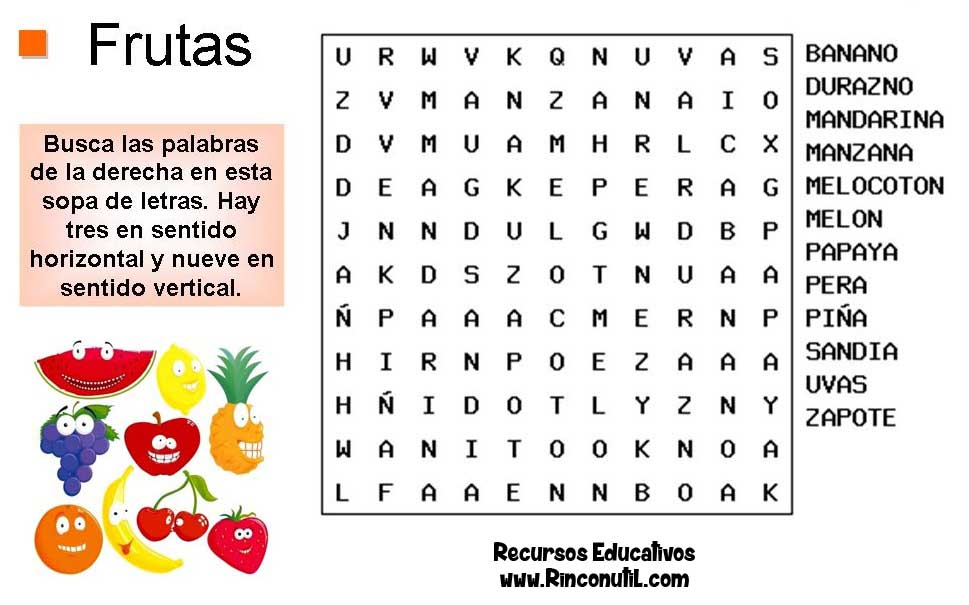 Frutas
Busca las palabras
de la derecha en esta
sopa de letras. Hay
tres en sentido
horizontal y nueve en
sentido vertical.
U R W V K Q N U V A S
Z V M A N Z A N A I O
D V M U A M H R L C X
D E A G K E P E R A G
J N N D U L G W D B P
A K D S Z O T N U A A
Ñ P A A A C M E R N P
H I R N P O E Z A A A
H Ñ I D O T L Y Z N Y
W A N I T O O K N O A
L F A A E N N B O A K
BANANO
DURAZNO
MANDARINA
MANZANA
MELOCOTON
MELON
PAPAYA
PERA
PIÑA
SANDIA
UVAS
ZAPOTE
Recursos Educativos
www.Rinconutil.com